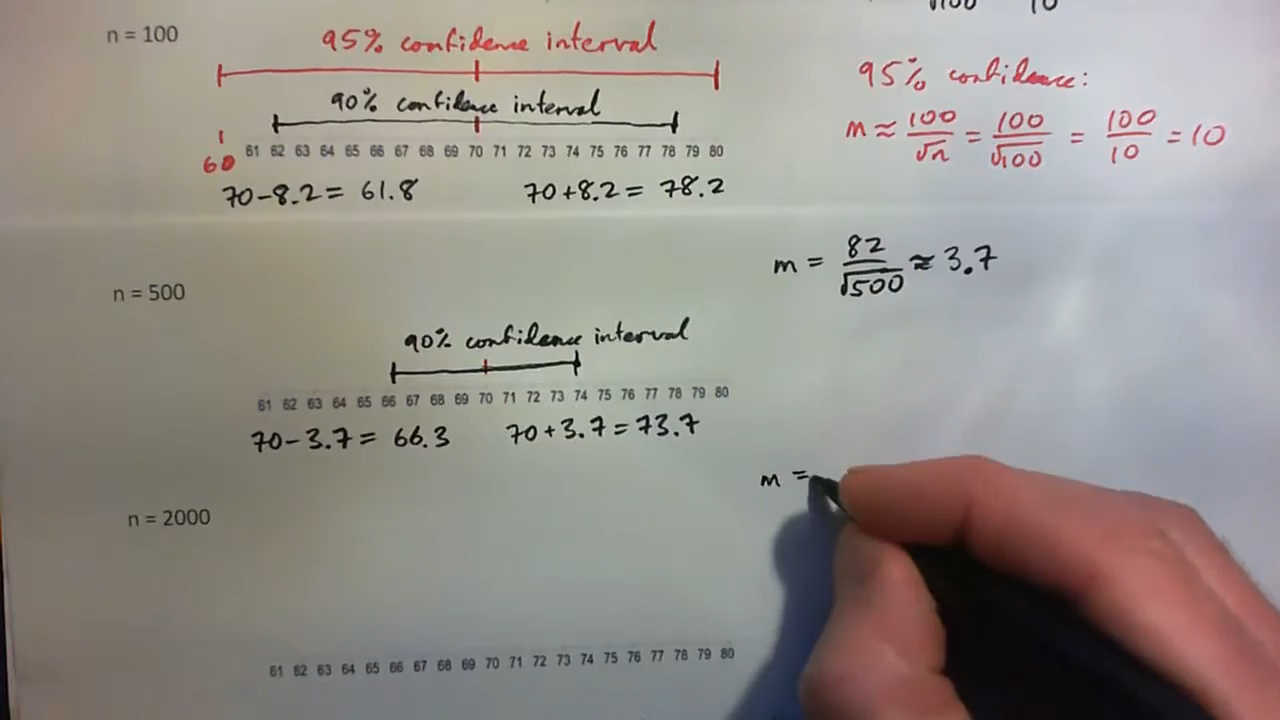 √100 10
n = 100
95% confidence interval
90% confidence interval
60
61 62 63 64 65 66 67 68 69 70 71 72 73 74 75 76 77 78 79 80
70-8.2 = 61.8 70+8.2 = 78.2
95% confidence:
m ≈ 100/√n = 100/√100 = 100/10 = 10
n = 500
m = 82/√500 ≈ 3.7
90% confidence interval
61 62 63 64 65 66 67 68 69 70 71 72 73 74 75 76 77 78 79 80
70-3.7 = 66.3 70+3.7 = 73.7
n = 2000
m =
61 62 63 64 65 66 67 68 69 70 71 72 73 74 75 76 77 78 79 80